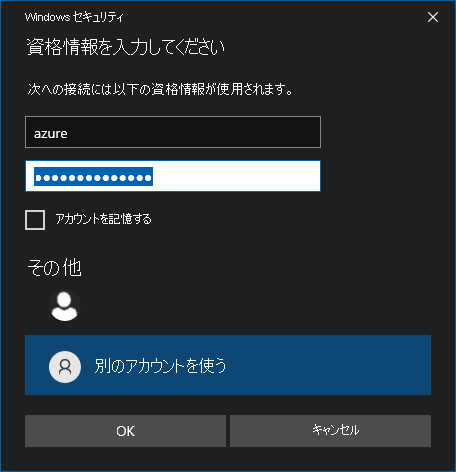 Windows セキュリティ
資格情報を入力してください
次への接続には以下の資格情報が使用されます。
azure
●●●●●●●●●●●●●●
アカウントを記憶する
その他
別のアカウントを使う
OK
キャンセル